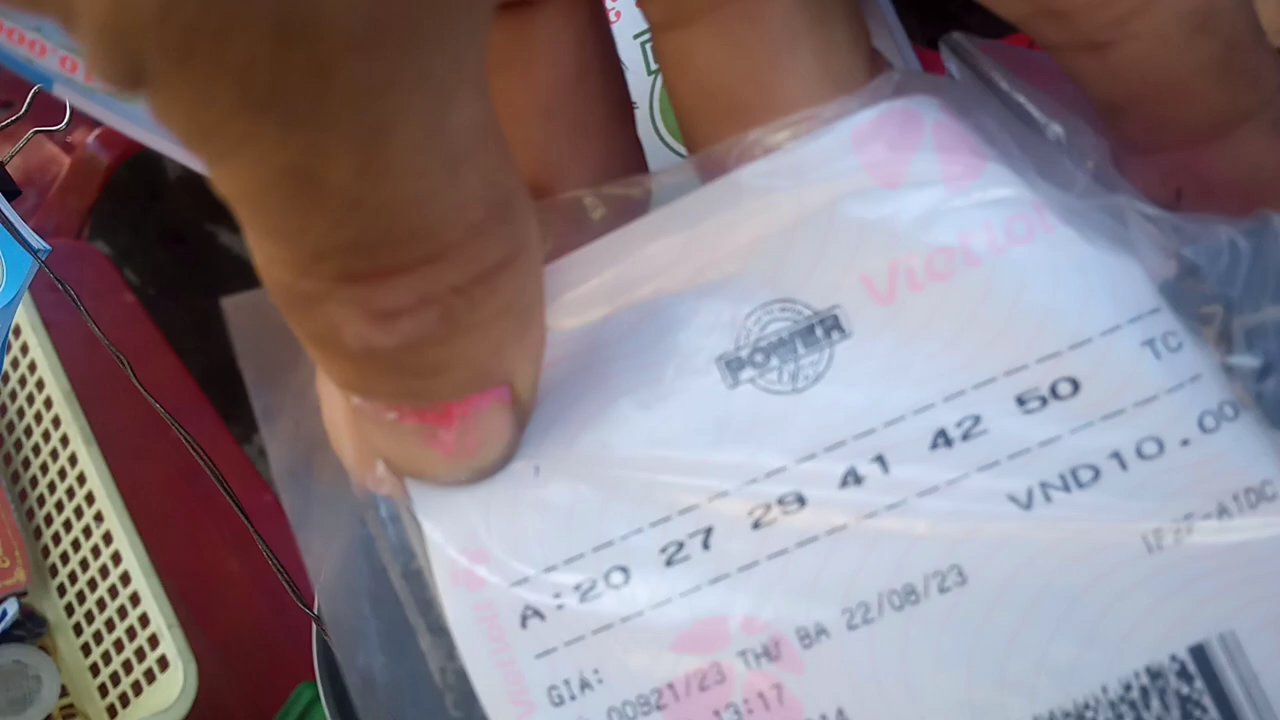 Vietlott
POWER
TC
A:20 27 29 41 42 50
GIÁ: VND10.00
00821/23 THỨ BA 22/08/23
13:17